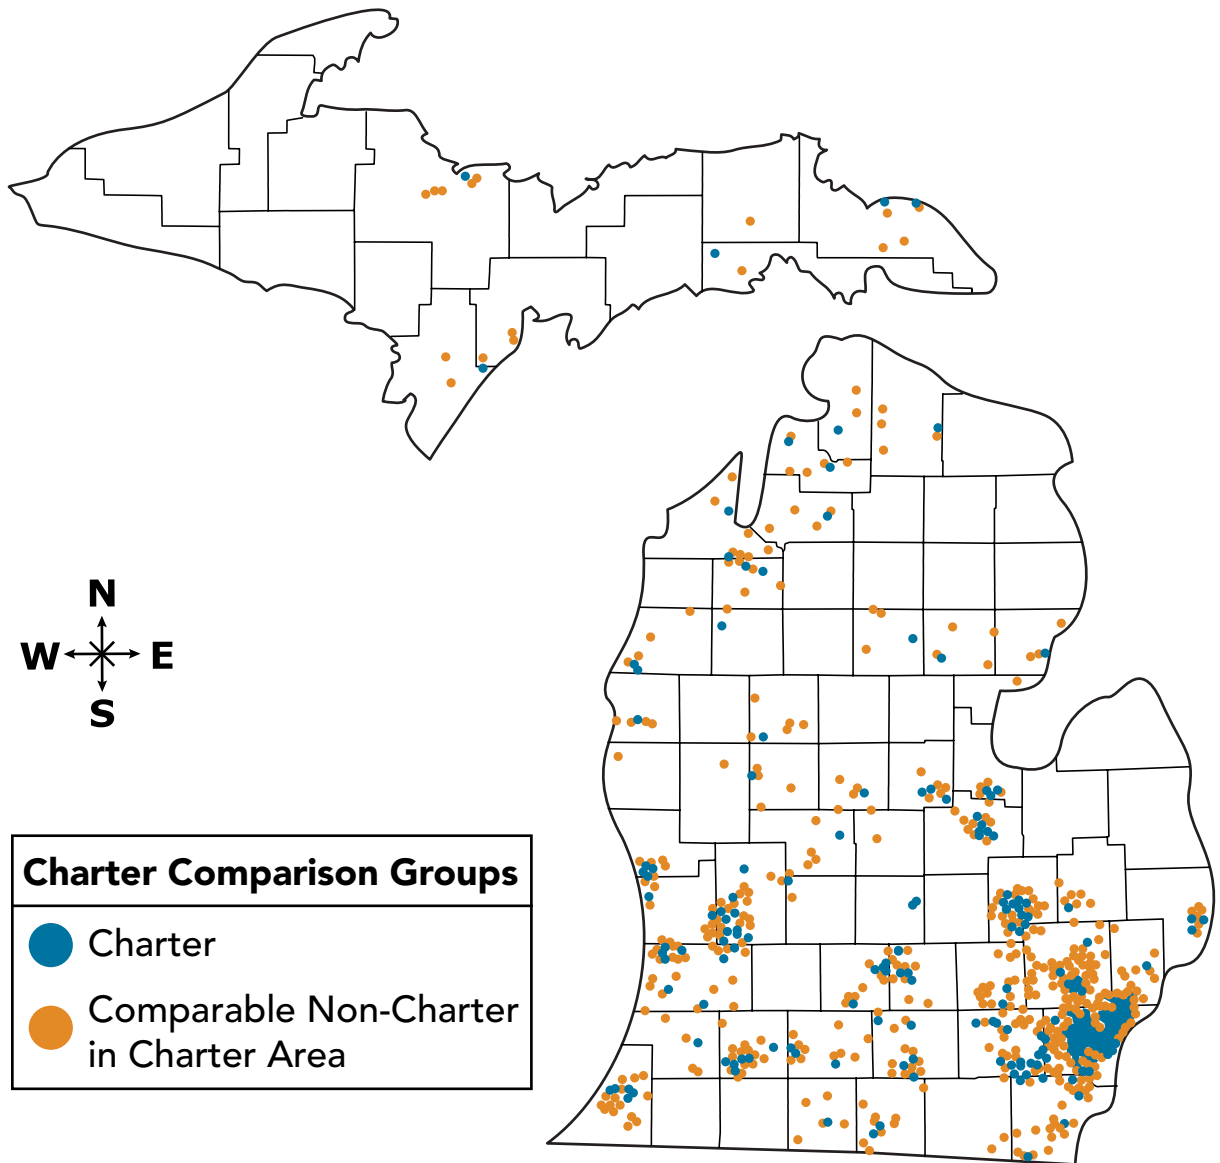 N
W E
S
Charter Comparison Groups
Charter
Comparable Non-Charter
in Charter Area